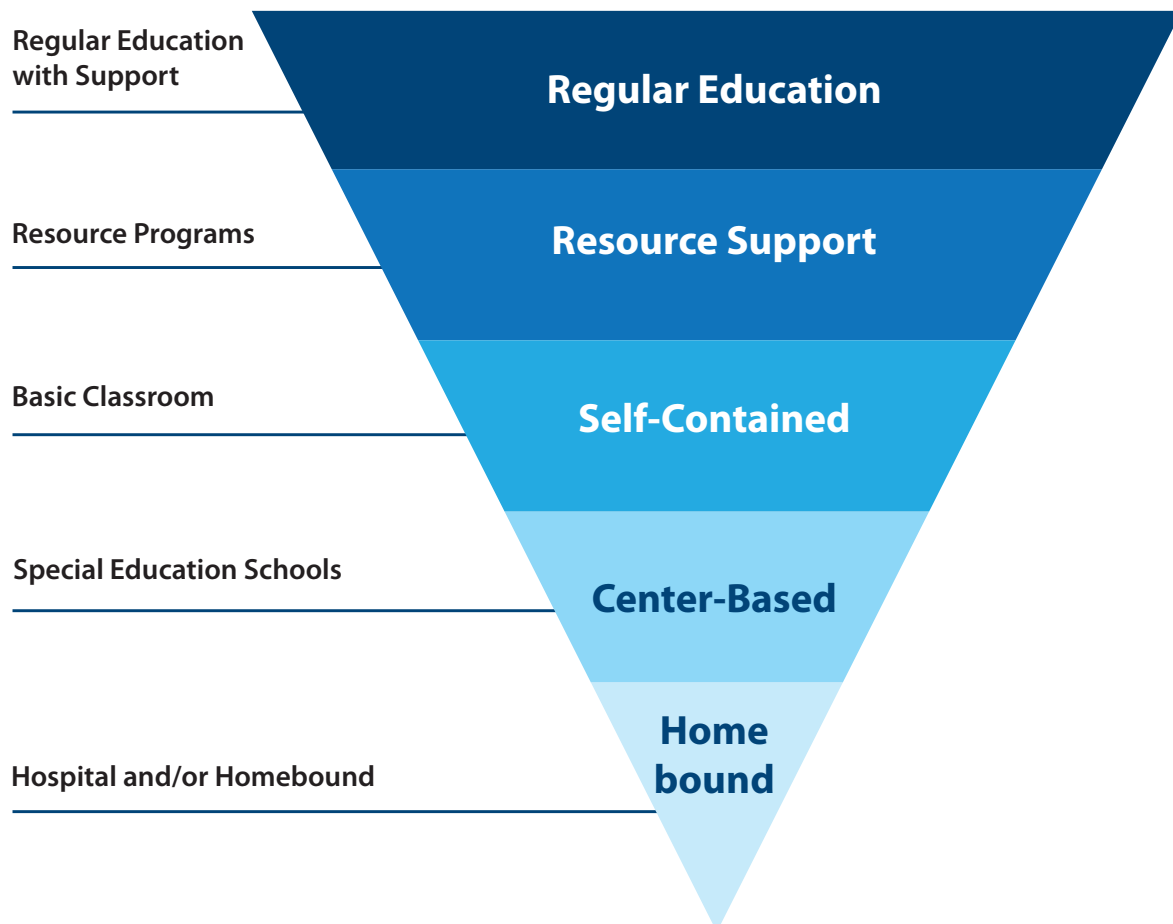 Regular Education
with Support
Regular Education
Resource Programs
Resource Support
Basic Classroom
Self-Contained
Special Education Schools
Center-Based
Hospital and/or Homebound
Home
bound